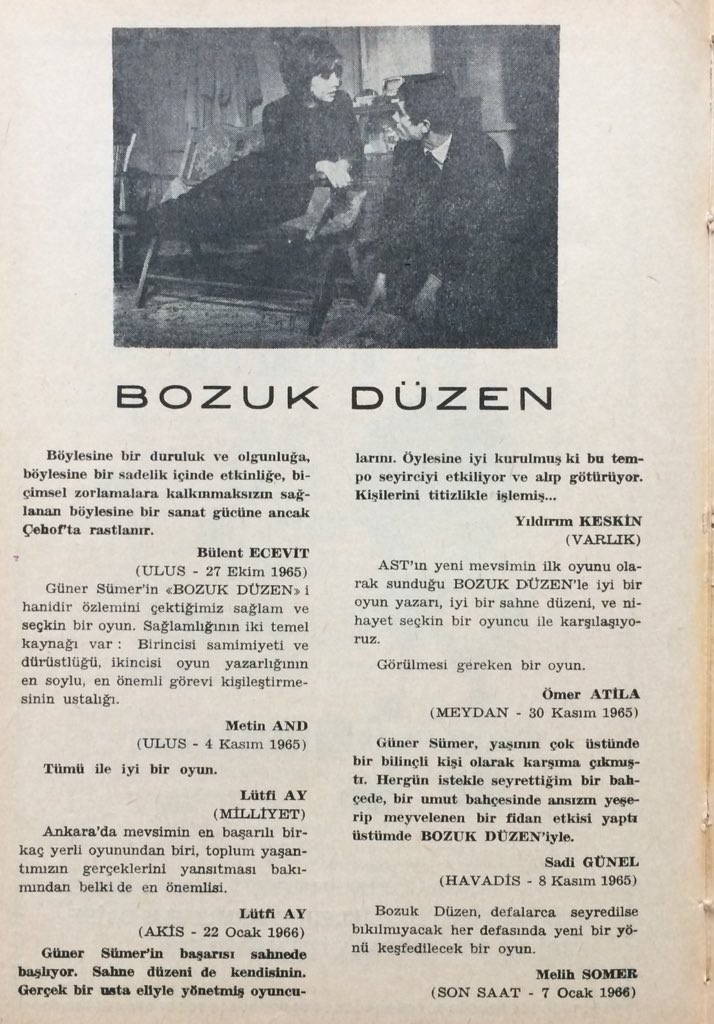 BOZUK DÜZEN
Böylesine bir duruluk ve olgunluğa,
böylesine bir sadelik içinde etkinliğe, bi-
çimsel zorlamalara kalkınmaksızın sağ-
lanan böylesine bir sanat gücüne ancak
Çehof'ta rastlanır.
Bülent ECEVİT
(ULUS - 27 Ekim 1965)
Güner Sümer'in «BOZUK DÜZEN» i
hanidir özlemini çektiğimiz sağlam ve
seçkin bir oyun. Sağlamlığının iki temel
kaynağı var : Birincisi samimiyeti ve
dürüstlüğü, ikincisi oyun yazarlığının
en soylu, en önemli görevi kişileştirme-
sinin ustalığı.
Metin AND
(ULUS - 4 Kasım 1965)
Tümü ile iyi bir oyun.
Lütfi AY
(MİLLİYET)
Ankara'da mevsimin en başarılı bir-
kaç yerli oyunundan biri, toplum yaşan-
tımızın gerçeklerini yansıtması bakı-
mından belki de en önemlisi.
Lütfi AY
(AKİS - 22 Ocak 1966)
Güner Sümer'in başarısı sahnede
başlıyor. Sahne düzeni de kendisinin.
Gerçek bir usta eliyle yönetmiş oyuncu-
larını. Öylesine iyi kurulmuş ki bu tem-
po seyirciyi etkiliyor ve alıp götürüyor.
Kişilerini titizlikle işlemiş...
Yıldırım KESKİN
(VARLIK)
AST'ın yeni mevsimin ilk oyunu ola-
rak sunduğu BOZUK DÜZEN'le iyi bir
oyun yazarı, iyi bir sahne düzeni, ve ni-
hayet seçkin bir oyuncu ile karşılaşıyo-
ruz.
Görülmesi gereken bir oyun.
Ömer ATİLA
(MEYDAN - 30 Kasım 1965)
Güner Sümer, yaşının çok üstünde
bir bilinçli kişi olarak karşıma çıkmış-
tı. Hergün istekle seyrettiğim bir bah-
çede, bir umut bahçesinde ansızın yeşe-
rip meyvelenen bir fidan etkisi yaptı
üstümde BOZUK DÜZEN'iyle.
Sadi GÜNEL
(HAVADİS - 8 Kasım 1965)
Bozuk Düzen, defalarca seyredilse
bıkılmıyacak her defasında yeni bir yö-
nü keşfedilecek bir oyun.
Melih SOMER
(SON SAAT - 7 Ocak 1966)